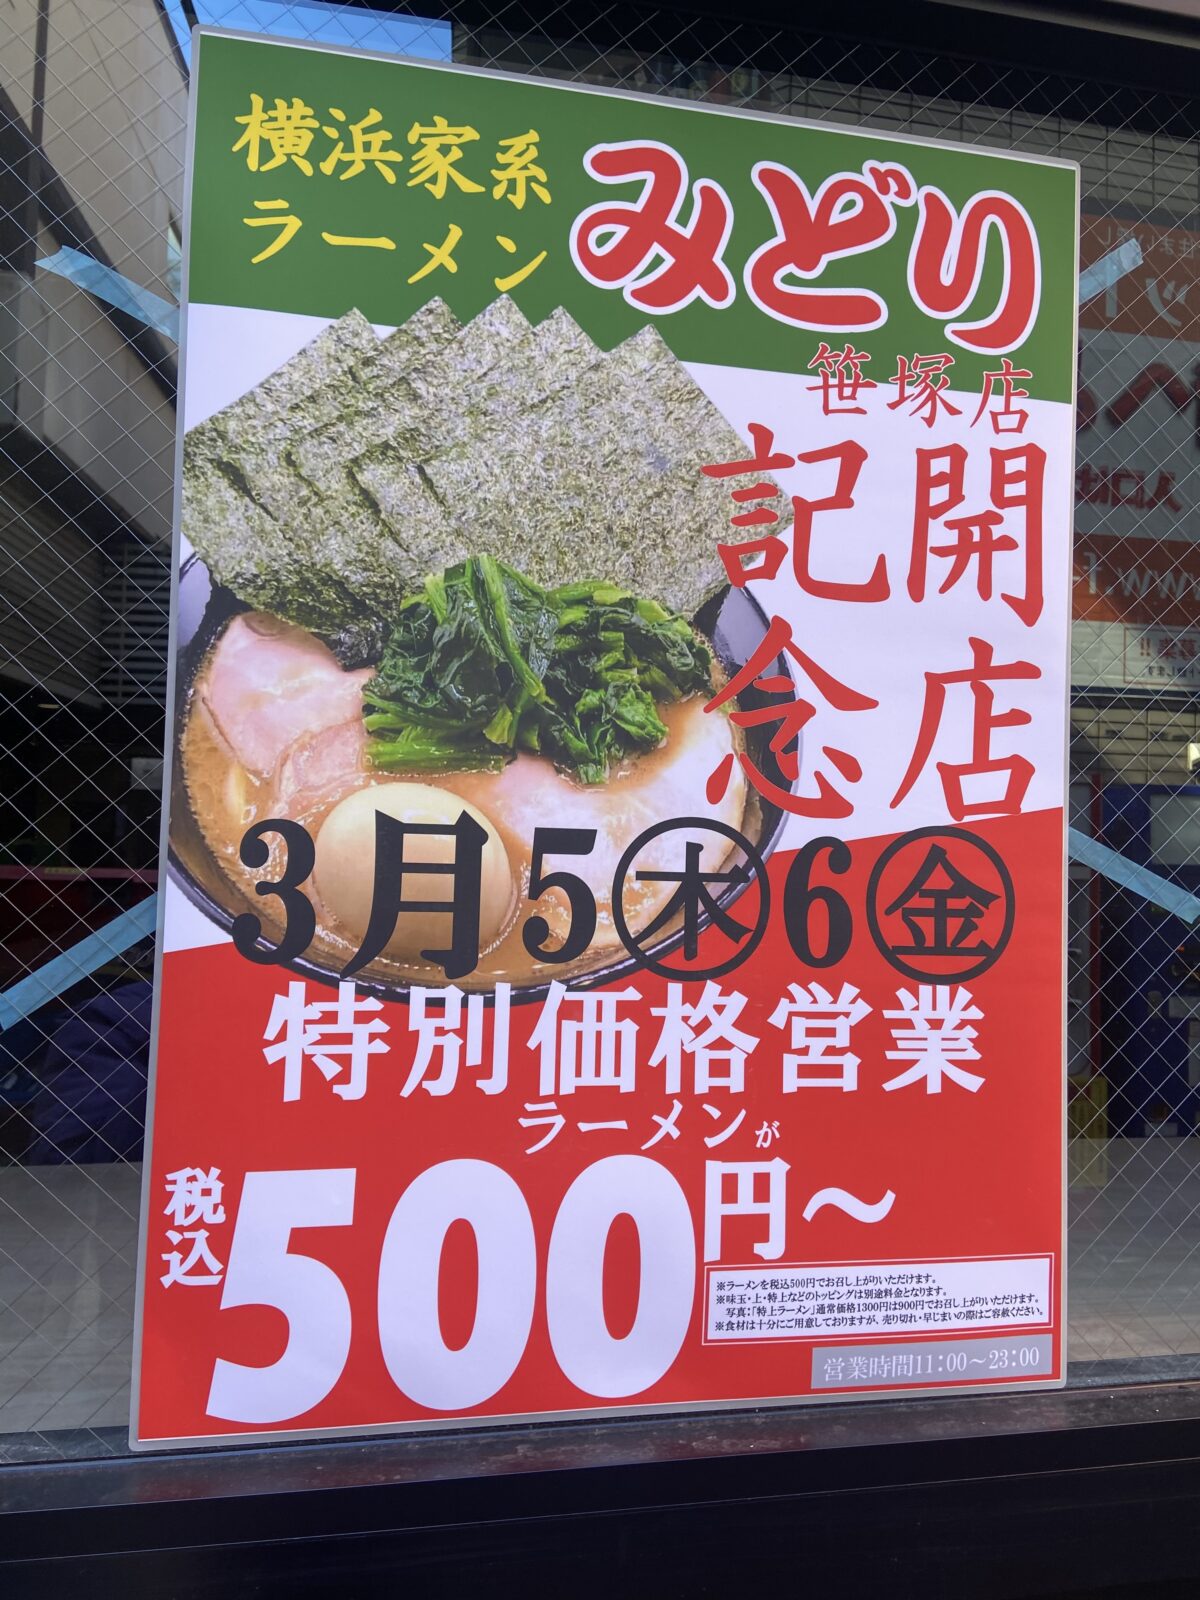 横浜家系
ラーメン
みどり
笹塚店
開店
記念
3月5㊍6㊎
特別価格営業
ラーメンが
税込
500円〜
※ラーメンを税込500円でお召し上がりいただけます。
※味玉・上・特上などのトッピングは別途料金となります。
写真:「特上ラーメン」通常価格1300円は900円でお召し上がりいただけます。
※食材は十分にご用意しておりますが、売り切れ・早じまいの際はご容赦ください。
営業時間11:00〜23:00